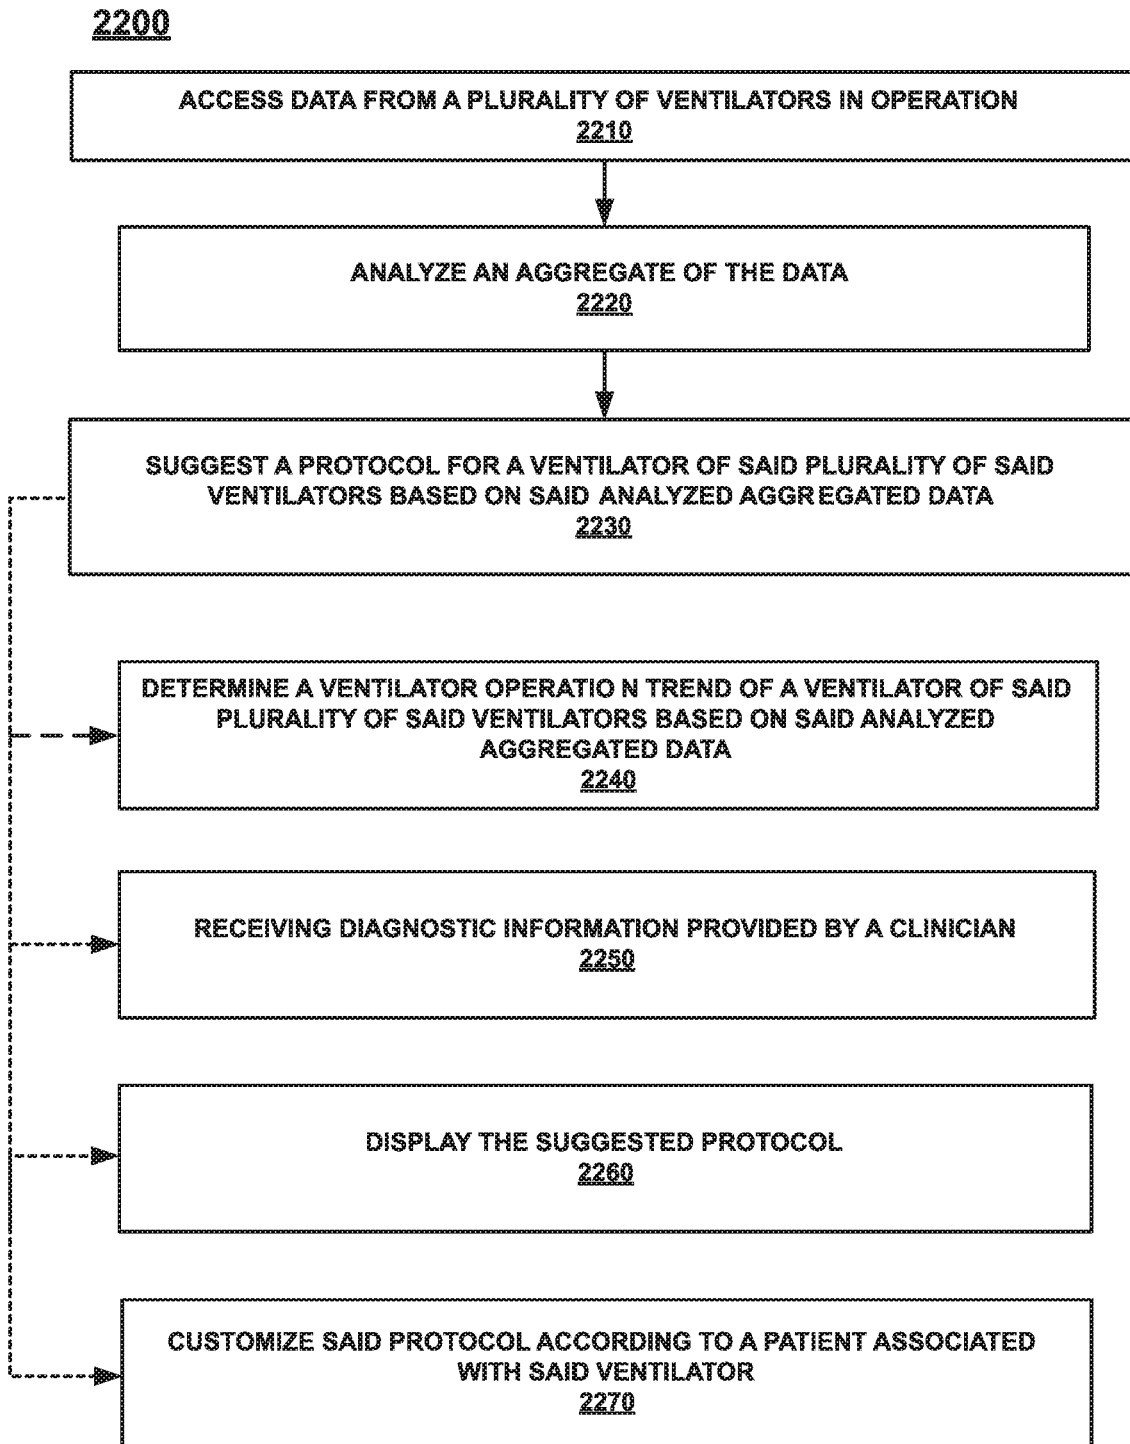 2200
ACCESS DATA FROM A PLURALITY OF VENTILATORS IN OPERATION
2210
ANALYZE AN AGGREGATE OF THE DATA
2220
SUGGEST A PROTOCOL FOR A VENTILATOR OF SAID PLURALITY OF SAID
VENTILATORS BASED ON SAID ANALYZED AGGREGATED DATA
2230
DETERMINE A VENTILATOR OPERATIO N TREND OF A VENTILATOR OF SAID
PLURALITY OF SAID VENTILATORS BASED ON SAID ANALYZED
AGGREGATED DATA
2240
RECEIVING DIAGNOSTIC INFORMATION PROVIDED BY A CLINICIAN
2250
DISPLAY THE SUGGESTED PROTOCOL
2260
CUSTOMIZE SAID PROTOCOL ACCORDING TO A PATIENT ASSOCIATED
WITH SAID VENTILATOR
2270